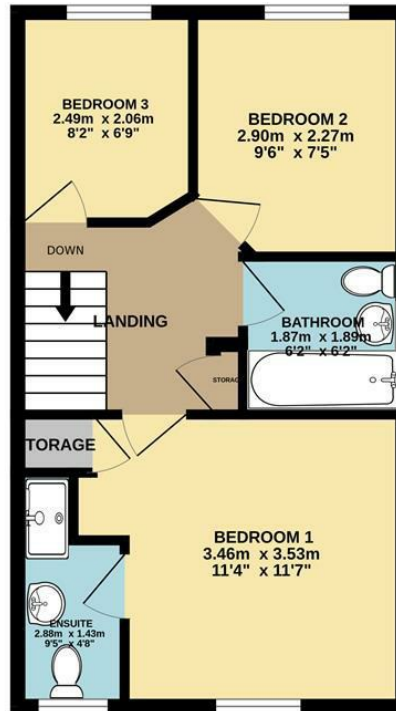 BEDROOM 3
2.49m x 2.06m
8'2" x 6'9"
BEDROOM 2
2.90m x 2.27m
9'6" x 7'5"
DOWN
LANDING
BATHROOM
1.87m x 1.89m
6'2" x 6'2"
STORAGE
TORAGE
BEDROOM 1
3.46m x 3.53m
11'4" x 11'7"
ENSUITE
2.88m x 1.43m
9'5" x 4'8"